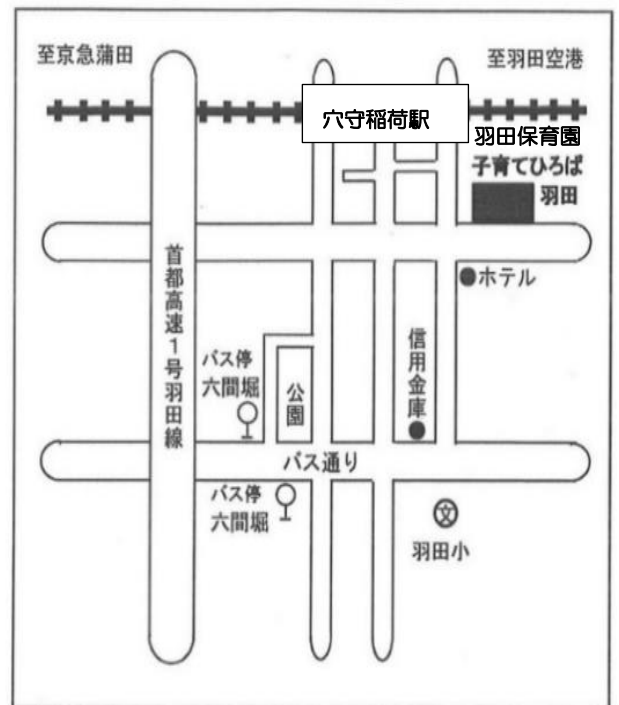 至京急蒲田
至羽田空港
穴守稲荷駅
羽田保育園
子育てひろば
羽田
首都高速1号羽田線
ホテル
信用金庫
バス停
六間堀
公園
バス通り
バス停
六間堀
文
羽田小